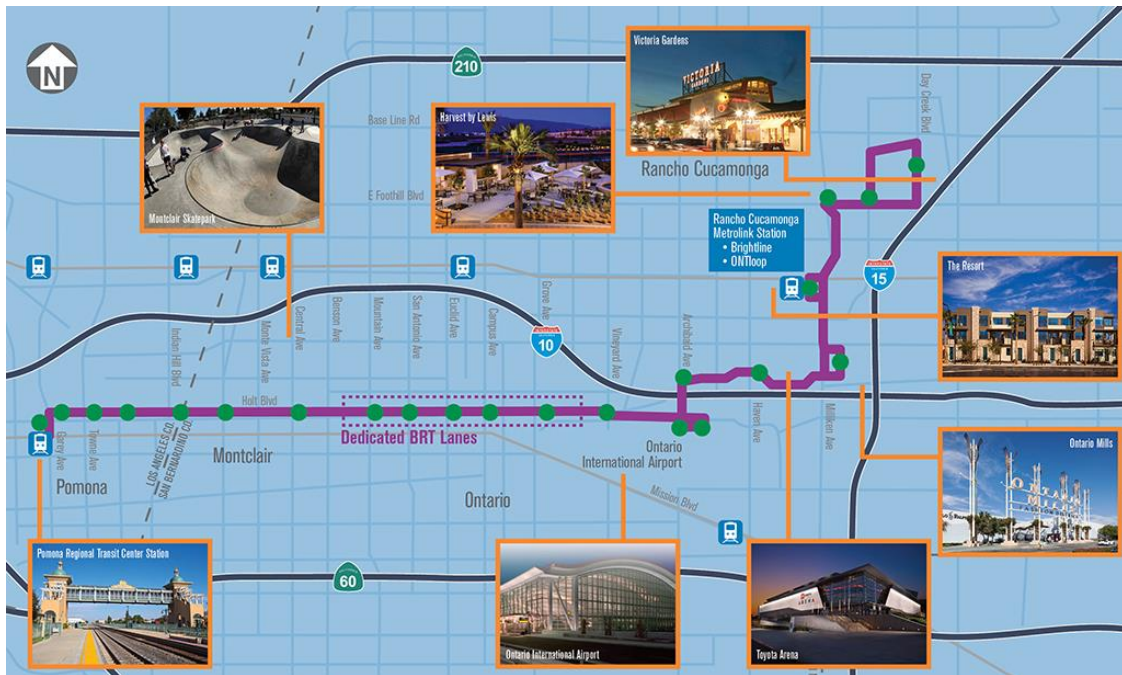 N
210
Victoria Gardens
VICTORIA
GARDENS
Day Creek Blvd
Base Line Rd
Harvest by Lewis
Montclair Skatepark
E Foothill Blvd
Rancho Cucamonga
Rancho Cucamonga
Metrolink Station
• Brightline
• ONTloop
15
The Resort
Indian Hill Blvd
Monte Vista Ave
Central Ave
Benson Ave
Mountain Ave
San Antonio Ave
Euclid Ave
Campus Ave
Grove Ave
10
Vineyard Ave
Archibald Ave
Haven Ave
Milliken Ave
Holt Blvd
Dedicated BRT Lanes
Garey Ave
Towne Ave
LOS ANGELES CO.
SAN BERNARDINO CO.
Montclair
Pomona
Ontario
Ontario
International Airport
Mission Blvd
Ontario Mills
ONTARIO
MILLS
Pomona Regional Transit Center Station
60
Ontario International Airport
Toyota Arena